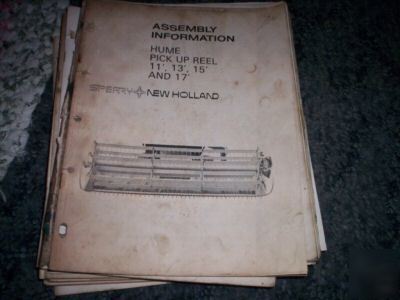 ASSEMBLY
INFORMATION
HUME
PICK UP REEL
11', 13', 15'
AND 17'
SPERRY NEW HOLLAND